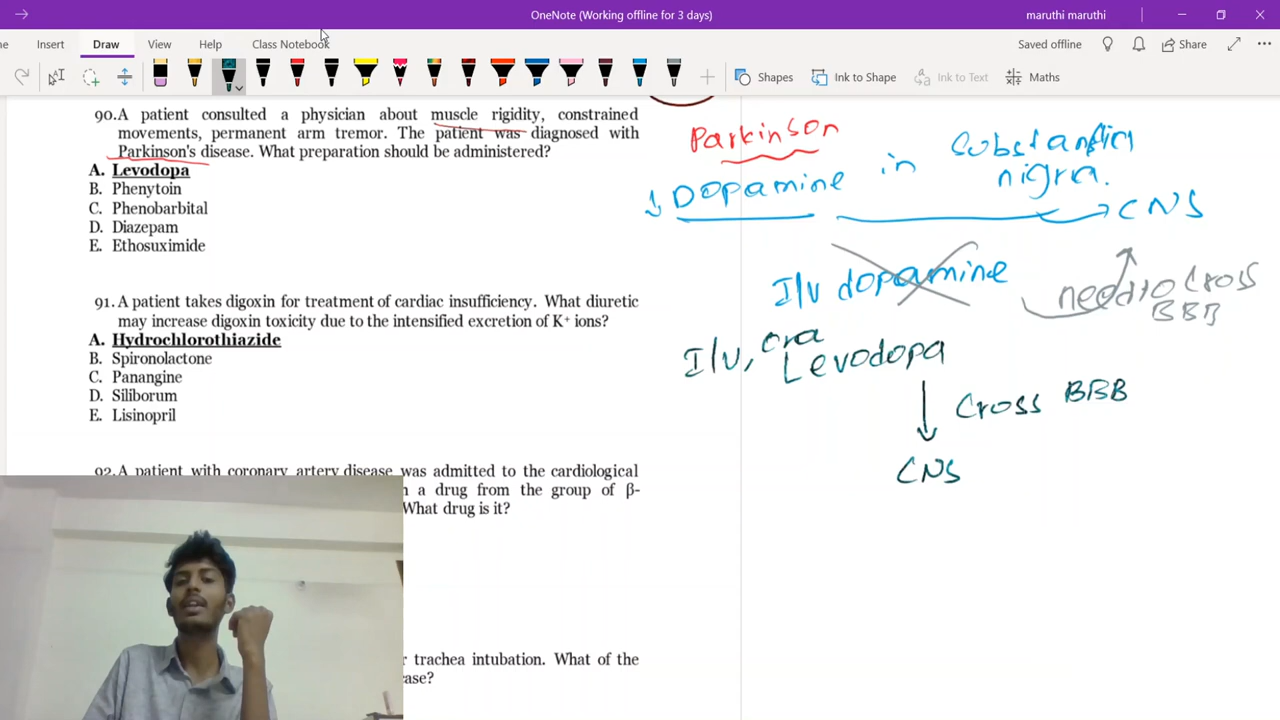 OneNote (Working offline for 3 days)
maruthi maruthi
Insert Draw View Help Class Notebook
Saved offline
Share
Shapes
Ink to Shape
Ink to Text
Maths
90.A patient consulted a physician about muscle rigidity, constrained
movements, permanent arm tremor. The patient was diagnosed with
Parkinson's disease. What preparation should be administered?
A. Levodopa
B. Phenytoin
C. Phenobarbital
D. Diazepam
E. Ethosuximide
91. A patient takes digoxin for treatment of cardiac insufficiency. What diuretic
may increase digoxin toxicity due to the intensified excretion of K+ ions?
A. Hydrochlorothiazide
B. Spironolactone
C. Panangine
D. Siliborum
E. Lisinopril
92.A patient with coronary artery disease was admitted to the cardiological
n a drug from the group of β-
What drug is it?
r trachea intubation. What of the
ase?
Parkinson
↓ Dopamine in Substantia
nigra.
→ CNS
I/v dopamine
need to Cross
BBB
I/v, ora
Levodopa
↓ Cross BBB
CNS